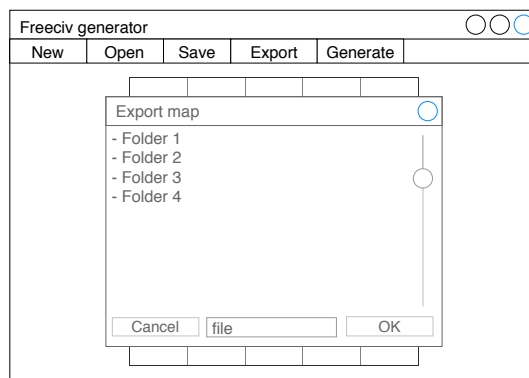 Freeciv generator
New Open Save Export Generate
Export map
- Folder 1
- Folder 2
- Folder 3
- Folder 4
Cancel file OK